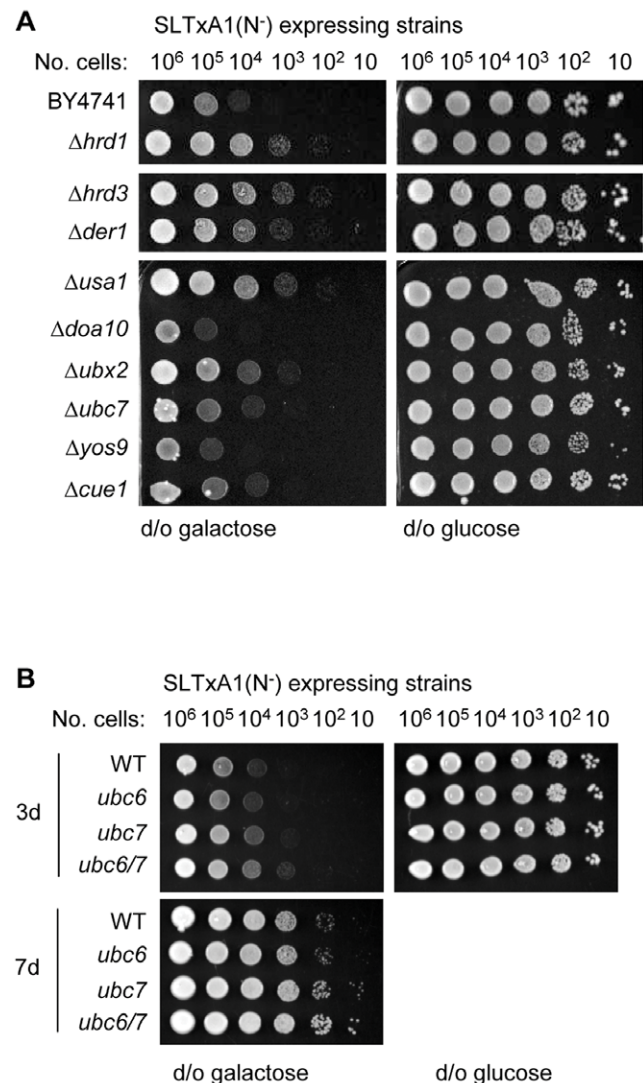 A
SLTxA1(N⁻) expressing strains
No. cells: 10⁶ 10⁵ 10⁴ 10³ 10² 10 10⁶ 10⁵ 10⁴ 10³ 10² 10
BY4741
Δhrd1
Δhrd3
Δder1
Δusa1
Δdoa10
Δubx2
Δubc7
Δyos9
Δcue1
d/o galactose d/o glucose
B
SLTxA1(N⁻) expressing strains
No. cells: 10⁶ 10⁵ 10⁴ 10³ 10² 10 10⁶ 10⁵ 10⁴ 10³ 10² 10
3d
WT
ubc6
ubc7
ubc6/7
7d
WT
ubc6
ubc7
ubc6/7
d/o galactose d/o glucose